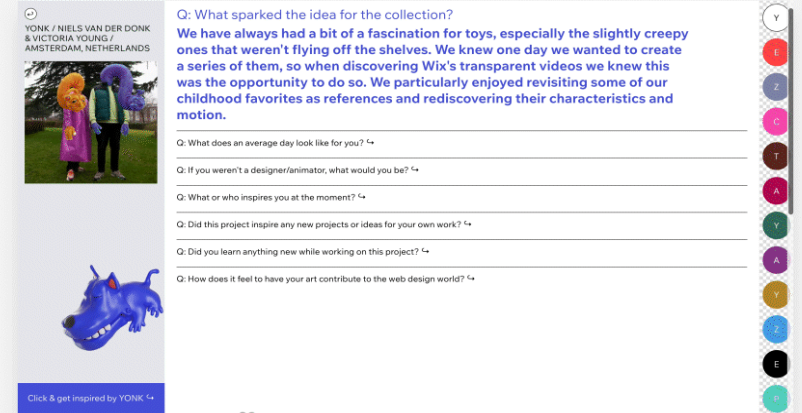 YONK / NIELS VAN DER DONK
& VICTORIA YOUNG /
AMSTERDAM, NETHERLANDS
Click & get inspired by YONK ↪
Q: What sparked the idea for the collection?
We have always had a bit of a fascination for toys, especially the slightly creepy
ones that weren't flying off the shelves. We knew one day we wanted to create
a series of them, so when discovering Wix's transparent videos we knew this
was the opportunity to do so. We particularly enjoyed revisiting some of our
childhood favorites as references and rediscovering their characteristics and
motion.
Q: What does an average day look like for you? ↪
Q: If you weren't a designer/animator, what would you be? ↪
Q: What or who inspires you at the moment? ↪
Q: Did this project inspire any new projects or ideas for your own work? ↪
Q: Did you learn anything new while working on this project? ↪
Q: How does it feel to have your art contribute to the web design world? ↪
Y
E
Z
C
T
A
Y
A
Y
Z
E